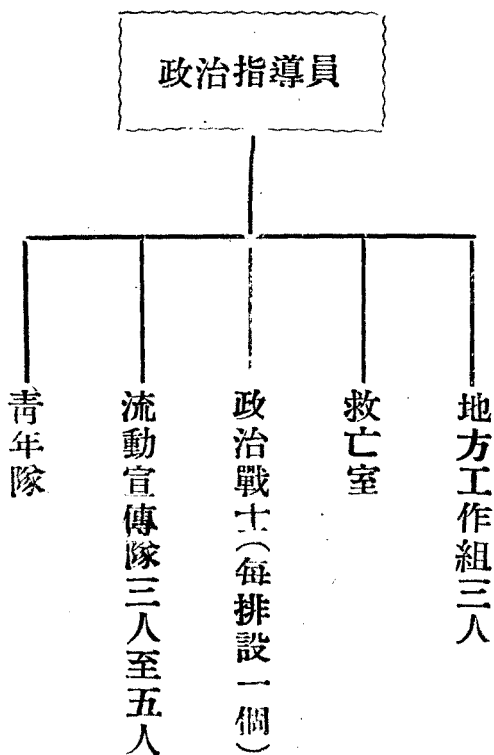 政治指導員
地方工作組三人
救亡室
政治戰士(每排設一個)
流動宣傳隊三人至五人
青年隊